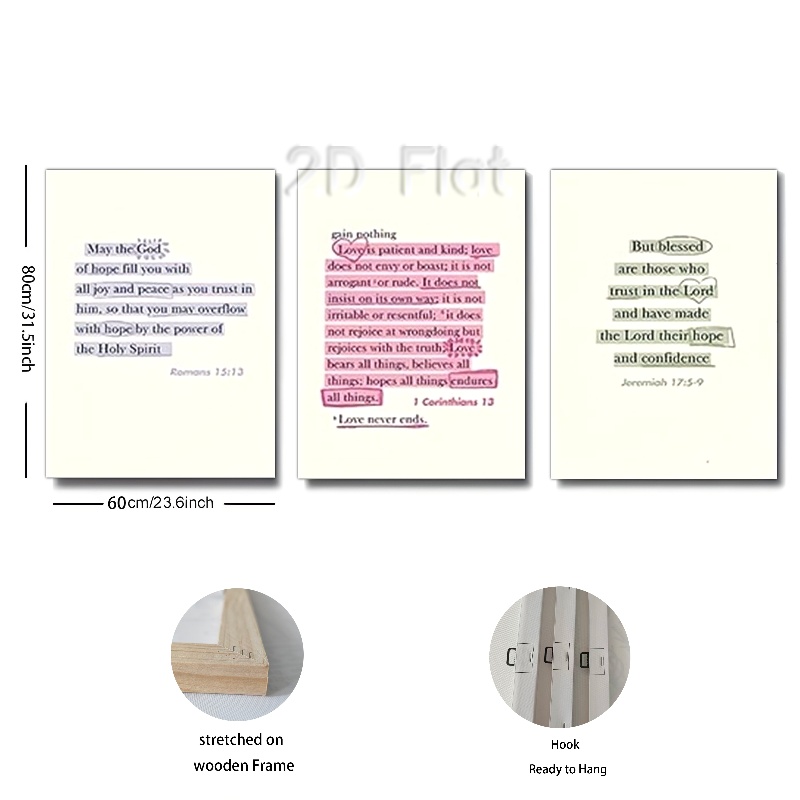 2D Flat
80cm/31.5inch
May the God
of hope fill you with
all joy and peace as you trust in
him, so that you may overflow
with hope by the power of
the Holy Spirit
Romans 15:13
gain nothing
Love is patient and kind; love
does not envy or boast; it is not
arrogant or rude. It does not
insist on its own way; it is not
irritable or resentful; it does
not rejoice at wrongdoing but
rejoices with the truth. Love
bears all things, believes all
things; hopes all things endures
all things.
1 Corinthians 13
Love never ends.
But blessed
are those who
trust in the Lord
and have made
the Lord their hope
and confidence
Jeremiah 17:5-9
60cm/23.6inch
stretched on
wooden Frame
Hook
Ready to Hang